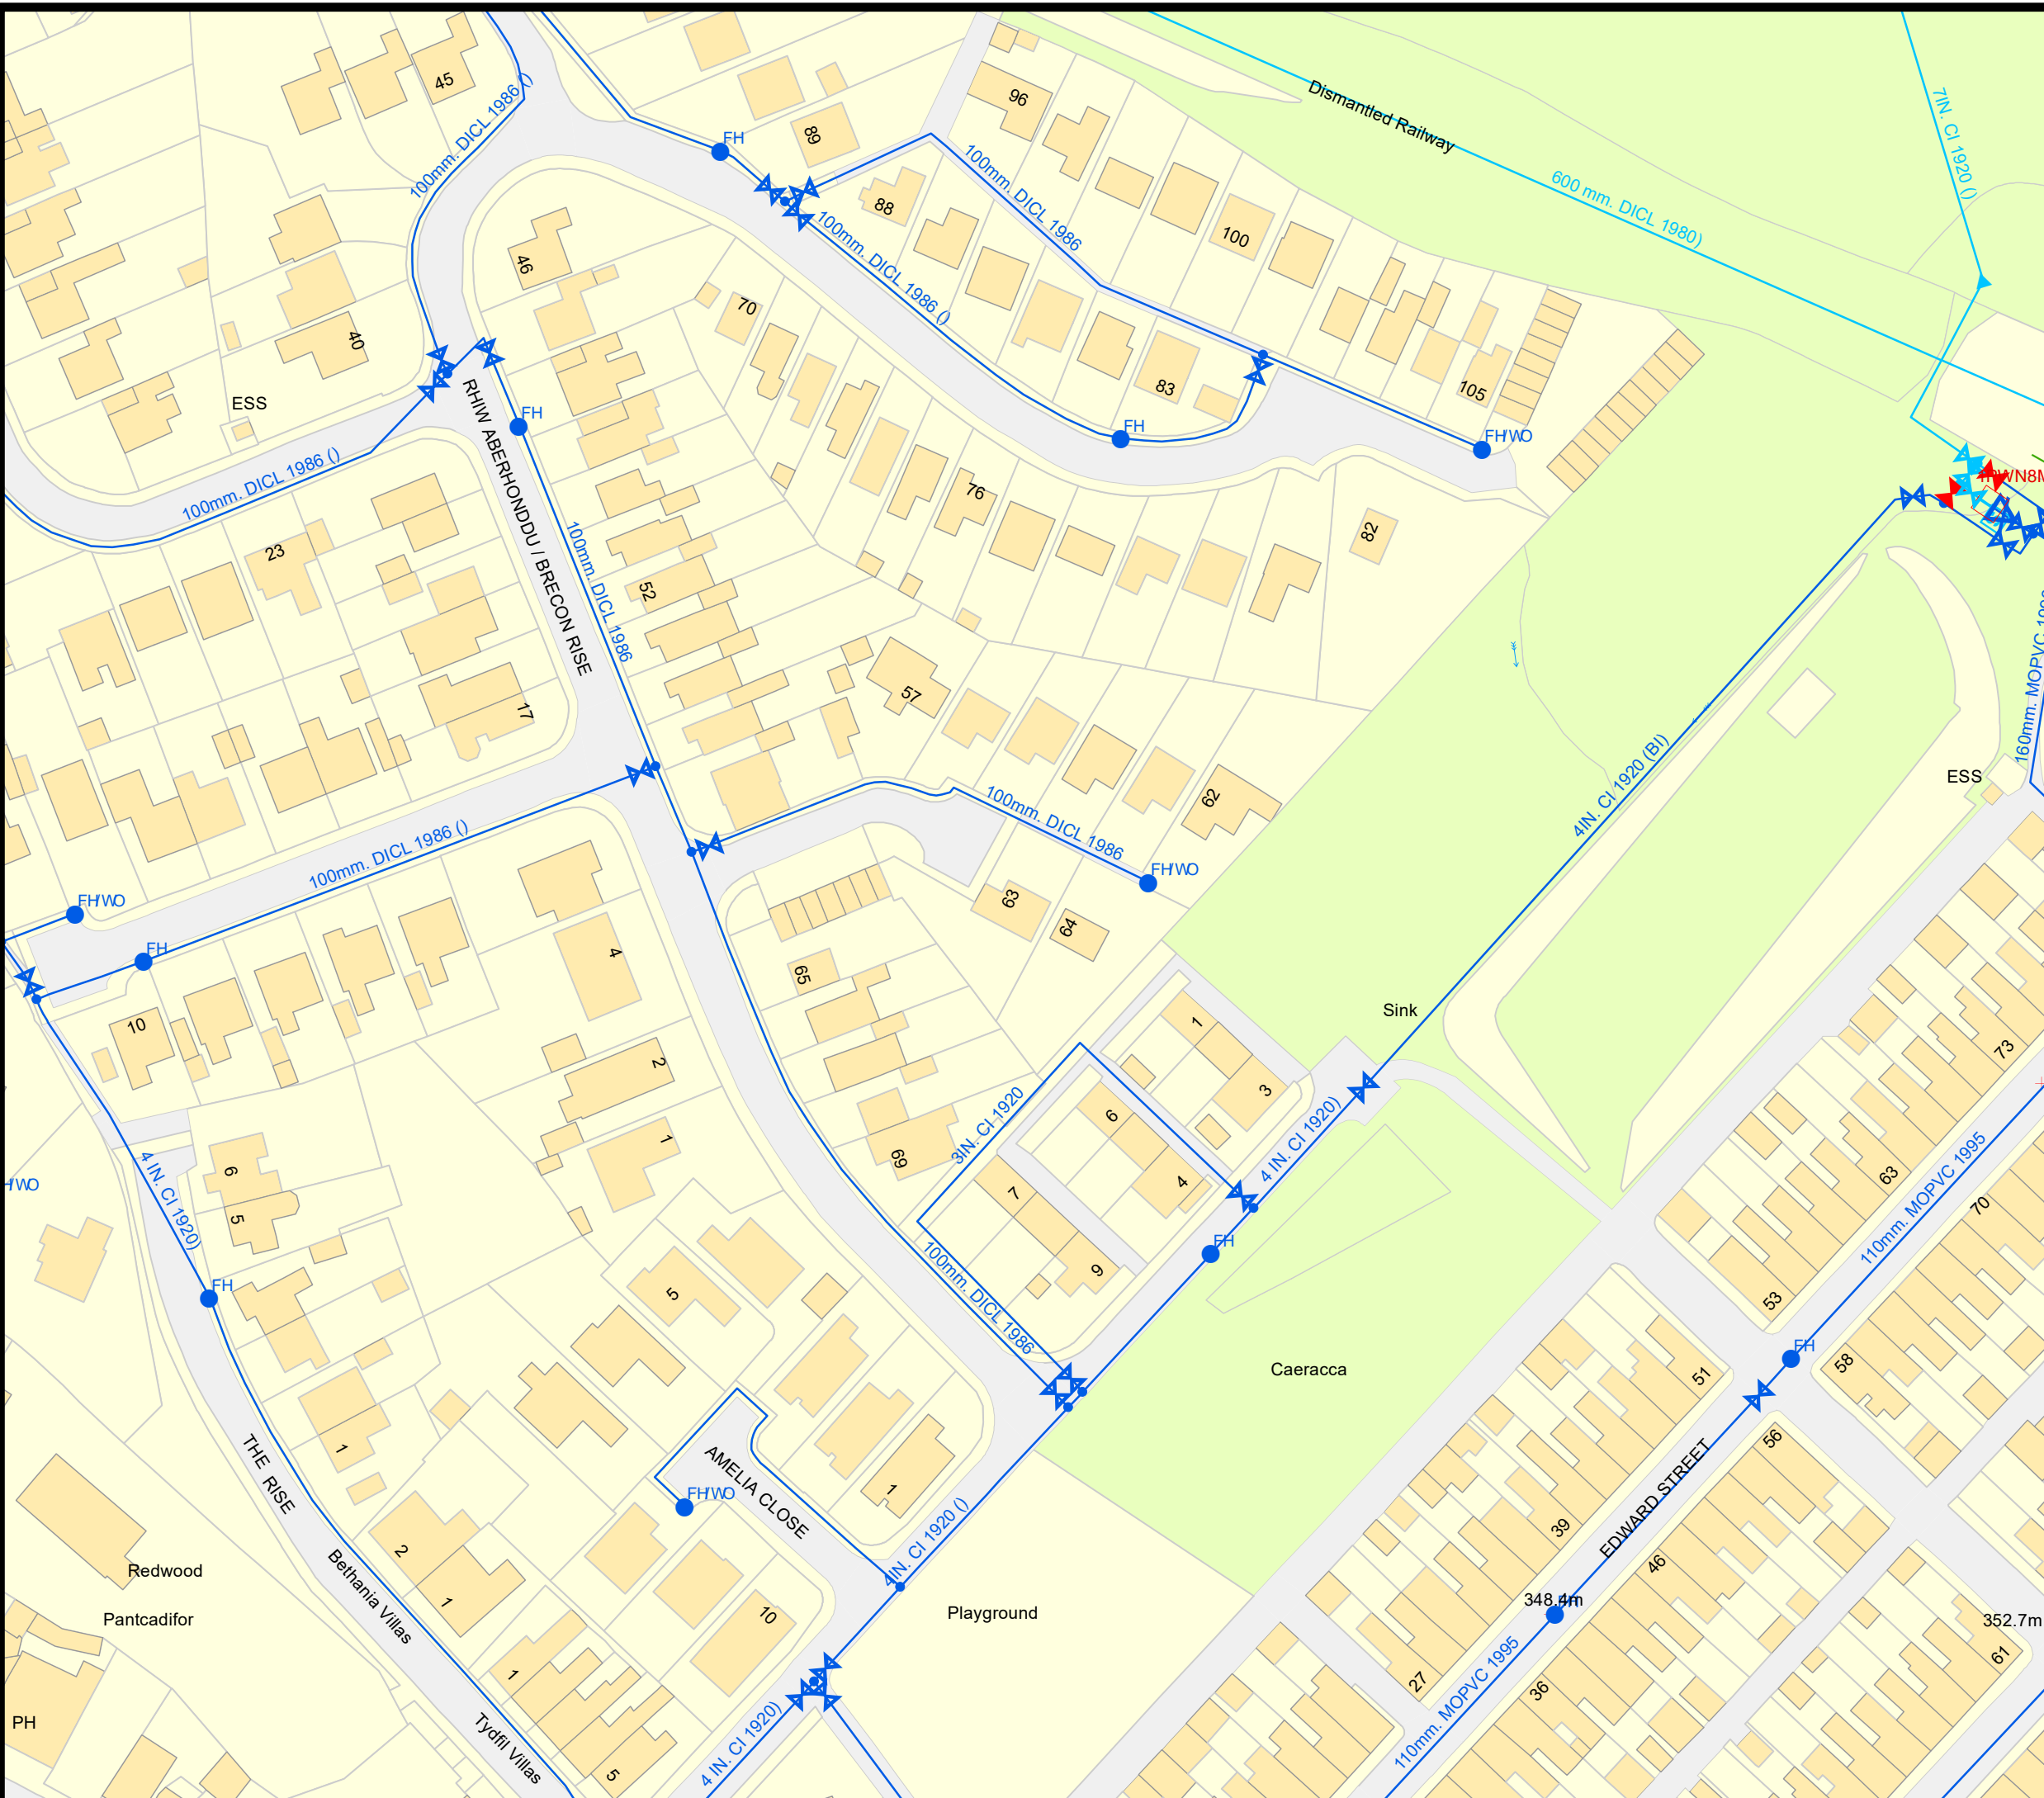 45
100mm. DICL 1986 ()
FH
89
96
Dismantled Railway
7IN. CI 1920 ()
600 mm. DICL 1980)
100mm. DICL 1986
88
100mm. DICL 1986 ()
100
46
70
40
83
105
ESS
RHIW ABERHONDDU / BRECON RISE
FH
FH
FH/WO
100mm. DICL 1986 ()
76
82
23
100mm. DICL 1986
52
57
17
160mm. MOPVC
ESS
4IN. CI 1920 (BI)
62
100mm. DICL 1986
100mm. DICL 1986 ()
FH/WO
FH/WO
63
64
FH
4
65
Sink
10
2
1
3
73
3IN. CI 1920
6
4 IN. CI 1920)
1
69
4 IN. CI 1920)
6
5
7
4
63
70
110mm. MOPVC 1995
FH
9
FH
5
100mm. DICL 1986
53
FH
58
Caeracca
51
1
THE RISE
AMELIA CLOSE
56
FH/WO
1
4IN. CI 1920 ()
EDWARD STREET
39
2
Redwood
Bethania Villas
46
1
348.4m
Pantcadifor
10
Playground
352.7m
61
1
27
36
110mm. MOPVC 1995
PH
Tydfil Villas
4 IN. CI 1920)
5